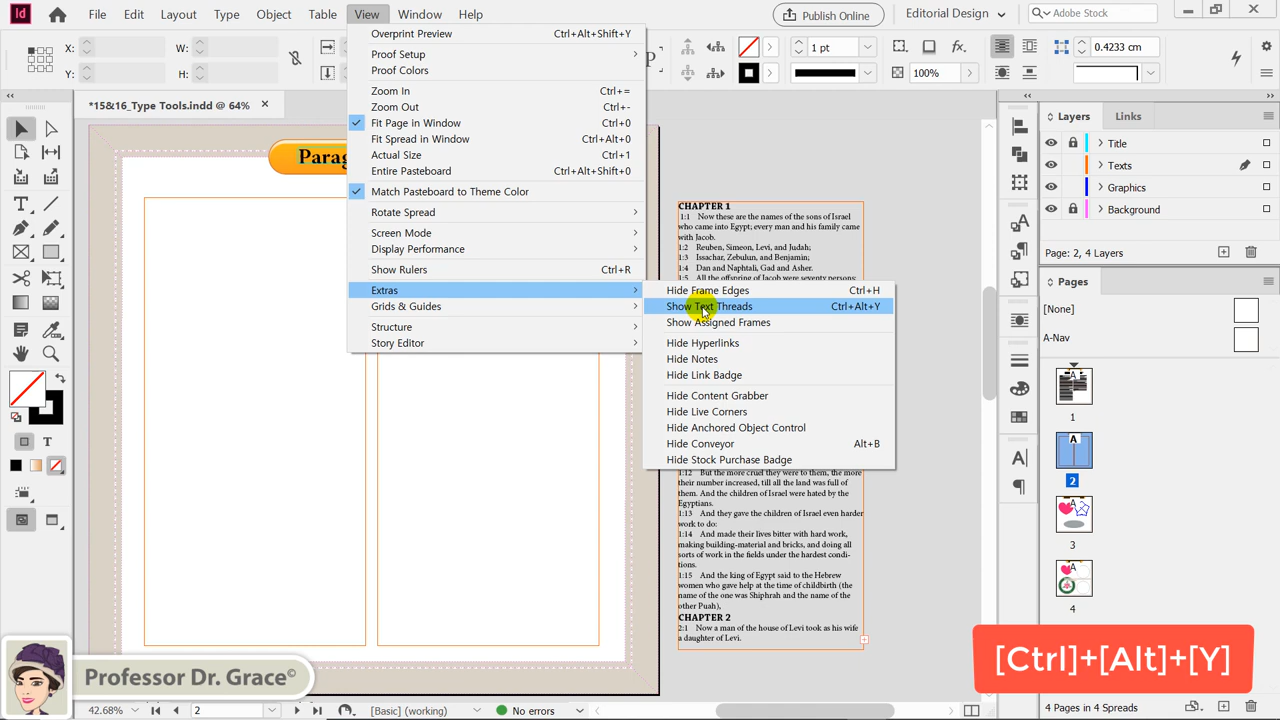 Id File Edit Layout Type Object Table View Window Help Publish Online Editorial Design Adobe Stock
X: W: 1 pt fx. 0.4233 cm
Y: H: 100%
*15&16_Type Tools.indd @ 64%
Overprint Preview Ctrl+Alt+Shift+Y
Proof Setup
Proof Colors
Zoom In Ctrl+=
Zoom Out Ctrl+-
Fit Page in Window Ctrl+0
Fit Spread in Window Ctrl+Alt+0
Actual Size Ctrl+1
Entire Pasteboard Ctrl+Alt+Shift+0
Match Pasteboard to Theme Color
Rotate Spread
Screen Mode
Display Performance
Show Rulers Ctrl+R
Extras
Grids & Guides
Structure
Story Editor
Hide Frame Edges Ctrl+H
Show Text Threads Ctrl+Alt+Y
Show Assigned Frames
Hide Hyperlinks
Hide Notes
Hide Link Badge
Hide Content Grabber
Hide Live Corners
Hide Anchored Object Control
Hide Conveyor Alt+B
Hide Stock Purchase Badge
Parag
CHAPTER 1
1:1 Now these are the names of the sons of Israel
who came into Egypt; every man and his family came
with Jacob.
1:2 Reuben, Simeon, Levi, and Judah;
1:3 Issachar, Zebulun, and Benjamin;
1:4 Dan and Naphtali, Gad and Asher.
1:5 All the offspring of Jacob were seventy persons:
1:12 But the more cruel they were to them, the more
their number increased, till all the land was full of
them. And the children of Israel were hated by the
Egyptians.
1:13 And they gave the children of Israel even harder
work to do:
1:14 And made their lives bitter with hard work,
making building-material and bricks, and doing all
sorts of work in the fields under the hardest condi-
tions.
1:15 And the king of Egypt said to the Hebrew
women who gave help at the time of childbirth (the
name of the one was Shiphrah and the name of the
other Puah),
CHAPTER 2
2:1 Now a man of the house of Levi took as his wife
a daughter of Levi.
Layers Links
Title
Texts
Graphics
Background
Page: 2, 4 Layers
Pages
[None]
A-Nav
A
1
A
2
A
3
A
4
4 Pages in 4 Spreads
[Ctrl]+[Alt]+[Y]
Professor Dr. Grace©
42.68% 2 [Basic] (working) No errors